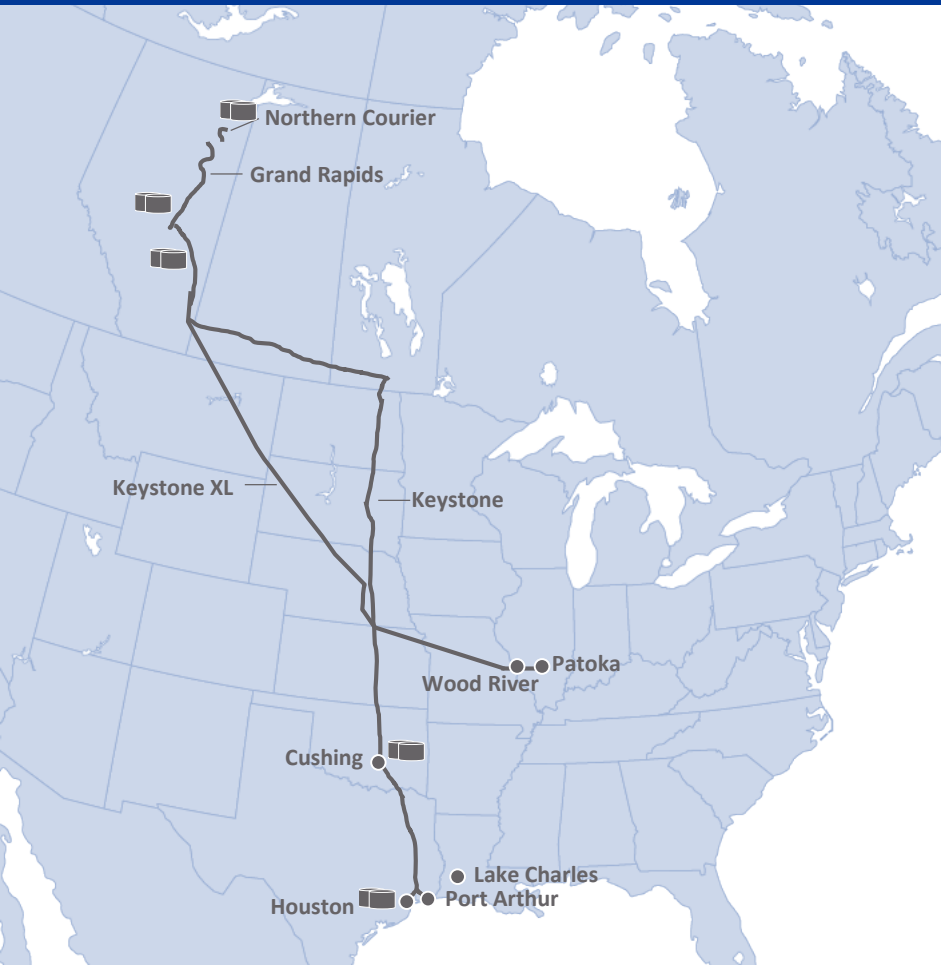 Northern Courier
Grand Rapids
Keystone XL
Keystone
Patoka
Wood River
Cushing
Lake Charles
Port Arthur
Houston